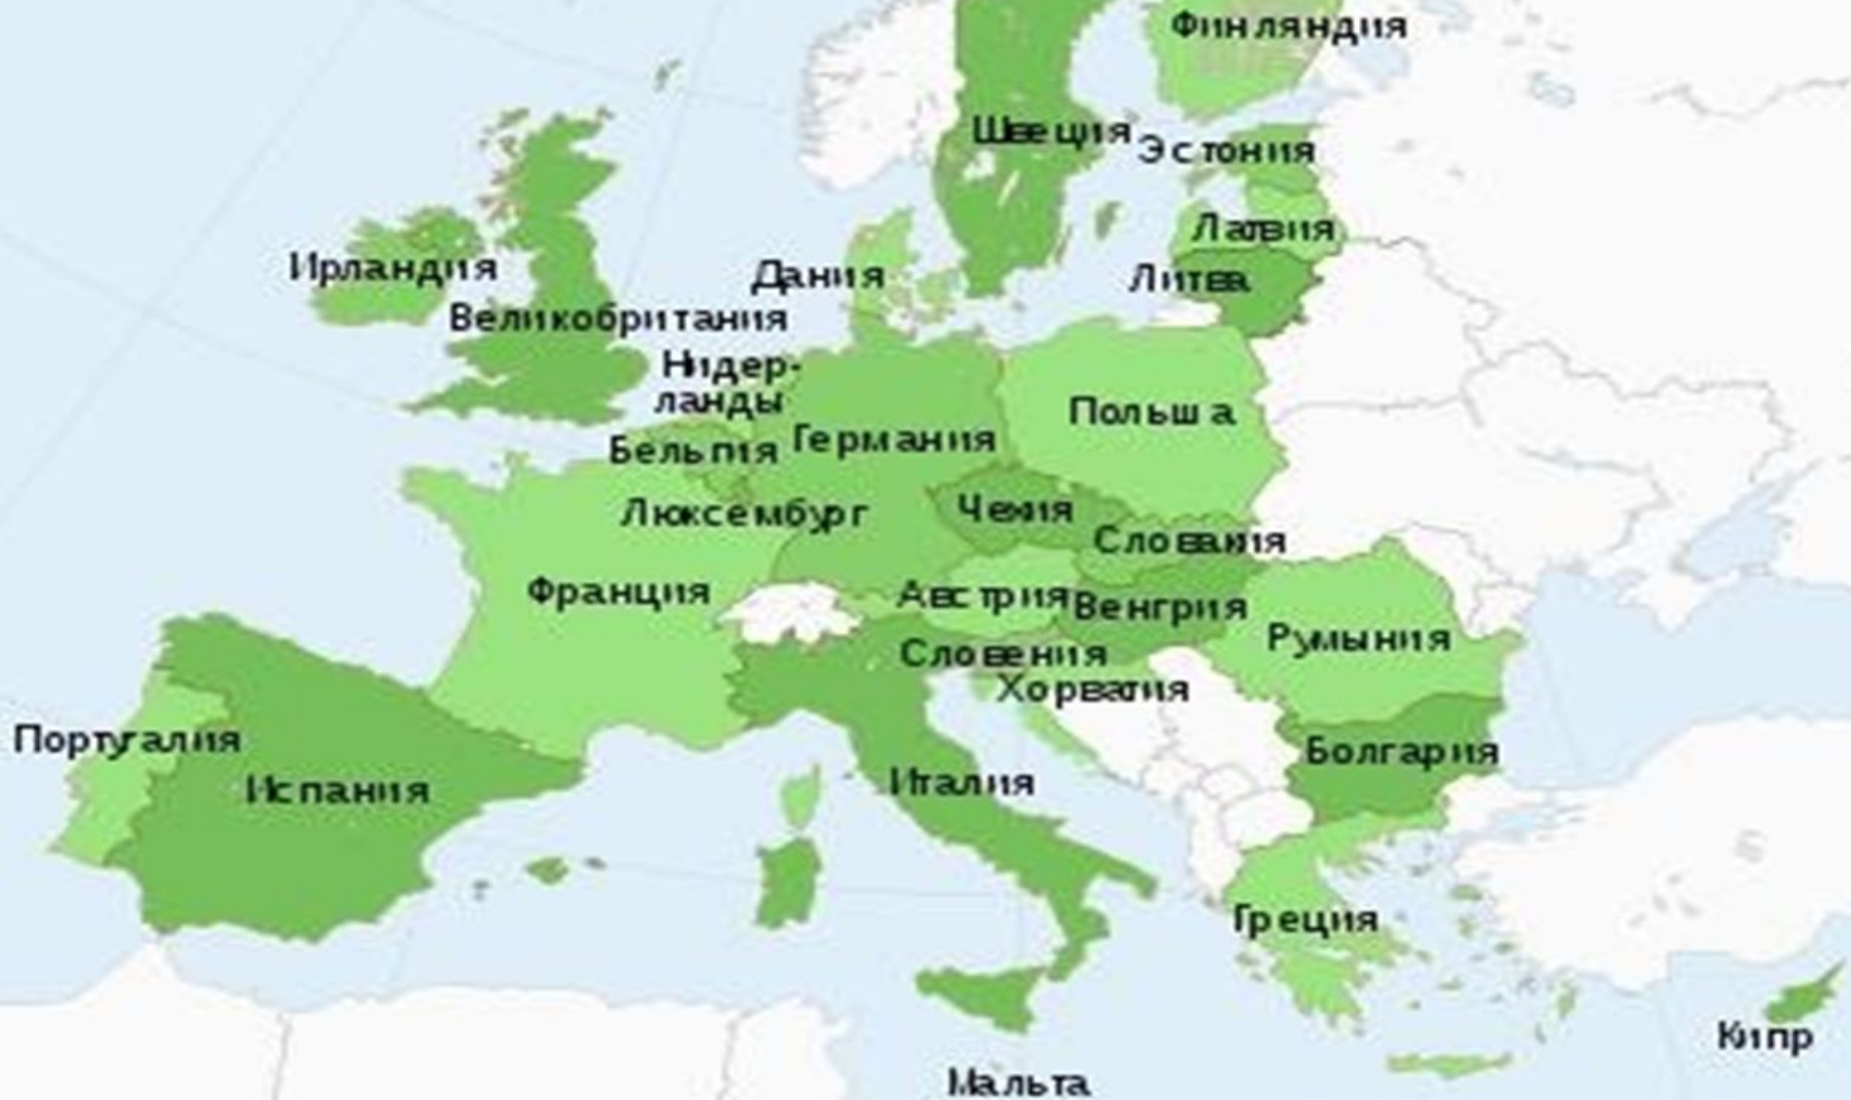 Финляндия
Швеция
Эстония
Латвия
Ирландия
Дания
Литва
Великобритания
Нидер-
ланды
Польша
Германия
Бельгия
Люксембург
Чехия
Словакия
Франция
Австрия
Венгрия
Румыния
Словения
Хорватия
Португалия
Болгария
Испания
Италия
Греция
Кипр
Мальта